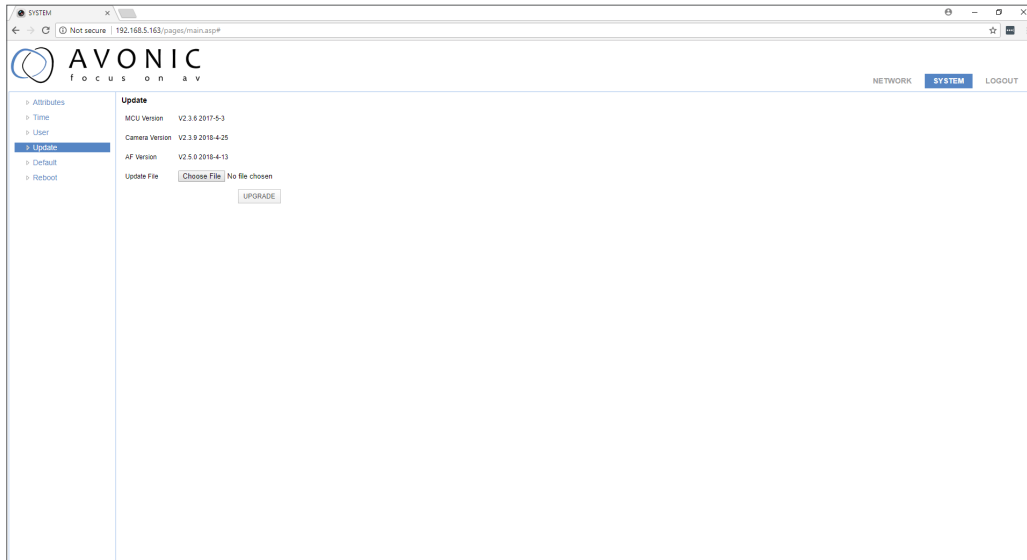 SYSTEM
Not secure | 192.168.5.163/pages/main.asp#
AVONIC
focus on av
NETWORK SYSTEM LOGOUT
Attributes
Time
User
Update
Default
Reboot
Update
MCU Version V2.3.6 2017-5-3
Camera Version V2.3.9 2018-4-25
AF Version V2.5.0 2018-4-13
Update File Choose File No file chosen
UPGRADE